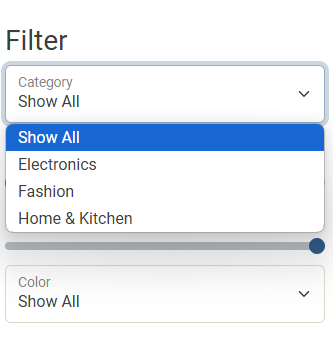 Filter
Category
Show All
Show All
Electronics
Fashion
Home & Kitchen
Color
Show All